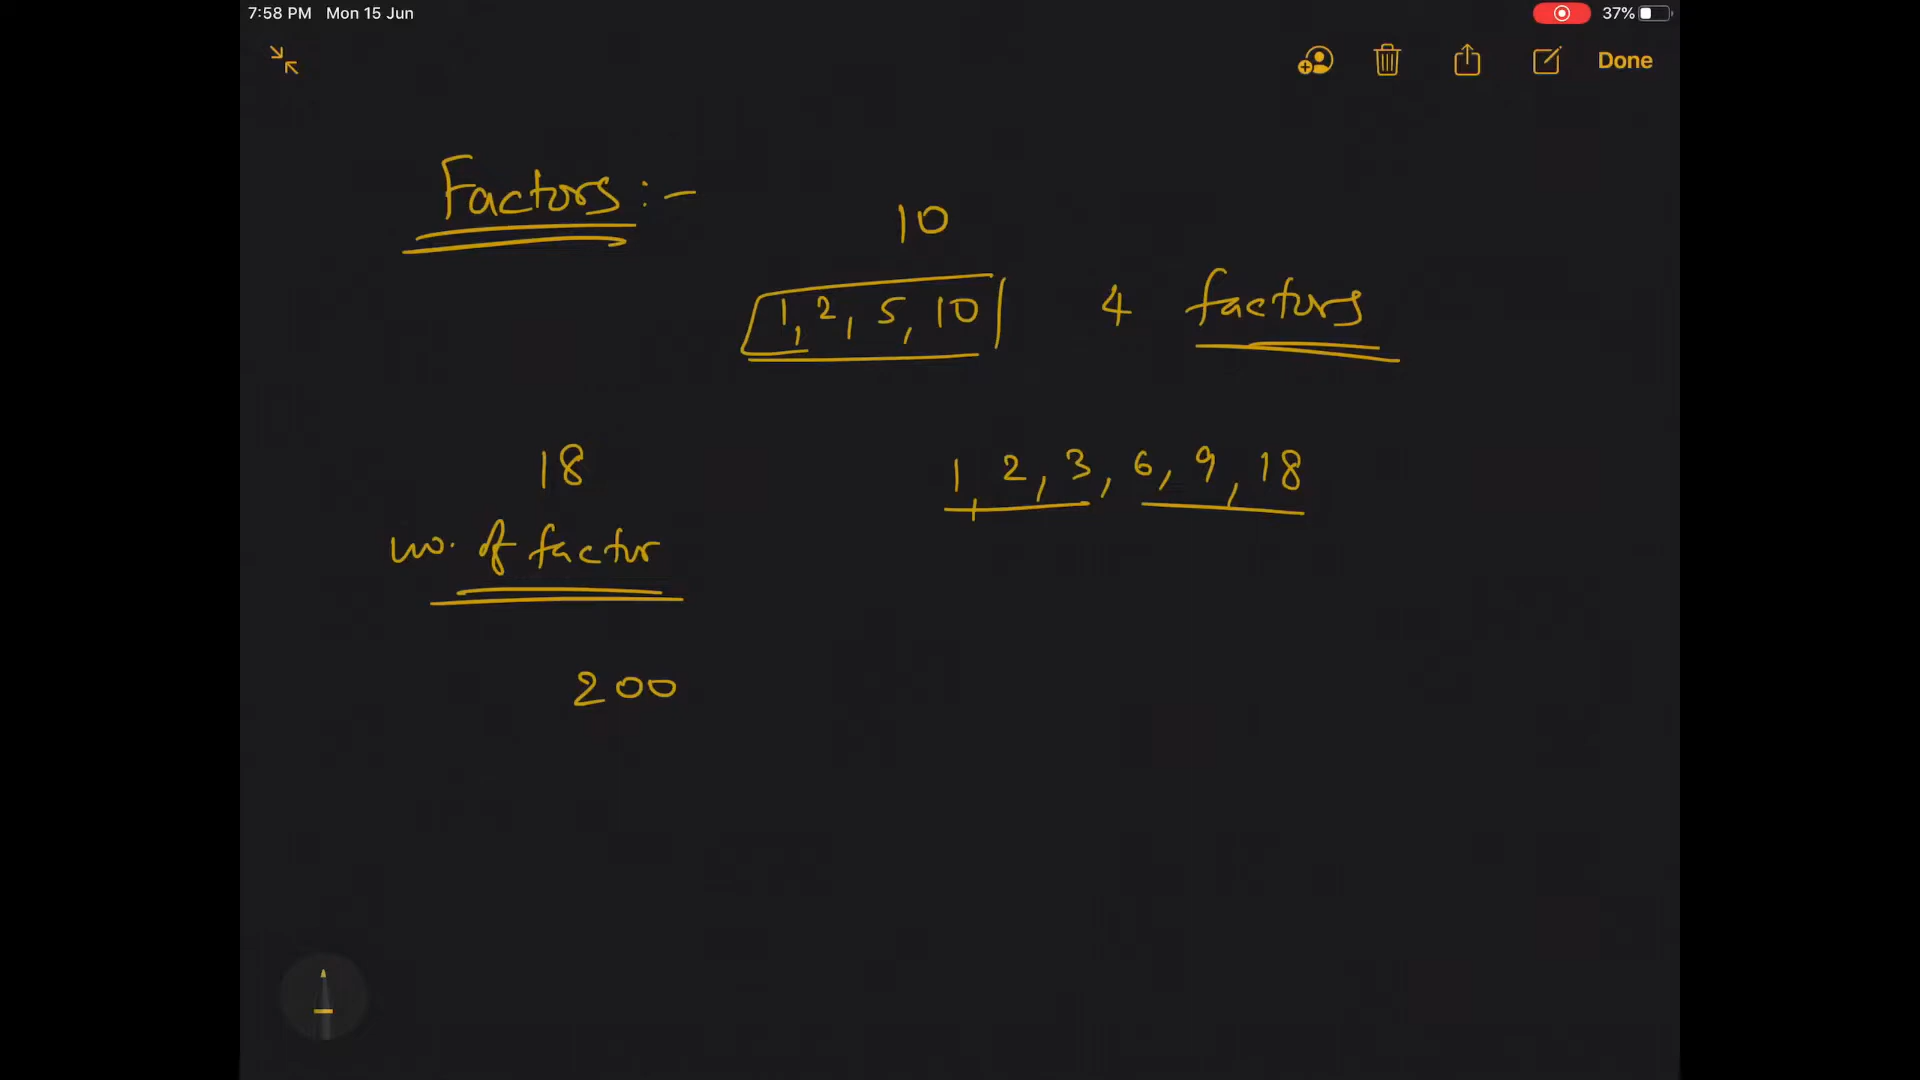 7:58 PM Mon 15 Jun 37%
Done
Factors :-
10
1, 2, 5, 10 4 factors
18 1, 2, 3, 6, 9, 18
no. of factor
200